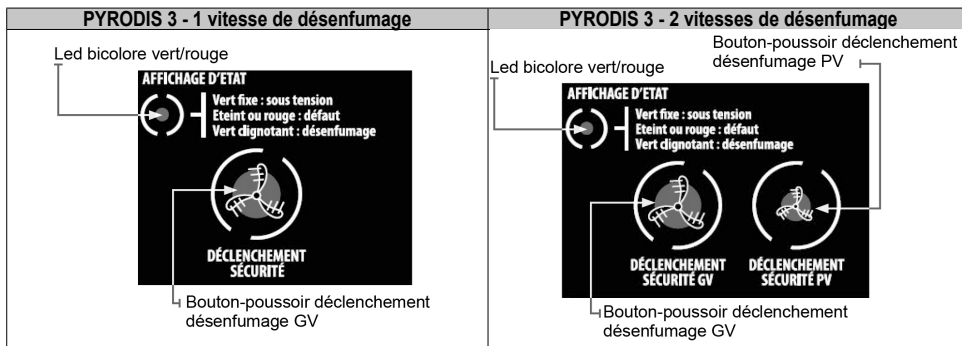 PYRODIS 3 - 1 vitesse de désenfumage
Led bicolore vert/rouge
AFFICHAGE D'ETAT
Vert fixe : sous tension
Eteint ou rouge : défaut
Vert clignotant : désenfumage
DÉCLENCHEMENT
SÉCURITÉ
Bouton-poussoir déclenchement
désenfumage GV
PYRODIS 3 - 2 vitesses de désenfumage
Bouton-poussoir déclenchement
désenfumage PV
Led bicolore vert/rouge
AFFICHAGE D'ETAT
Vert fixe : sous tension
Eteint ou rouge : défaut
Vert clignotant : désenfumage
DÉCLENCHEMENT
SÉCURITÉ GV
DÉCLENCHEMENT
SÉCURITÉ PV
Bouton-poussoir déclenchement
désenfumage GV